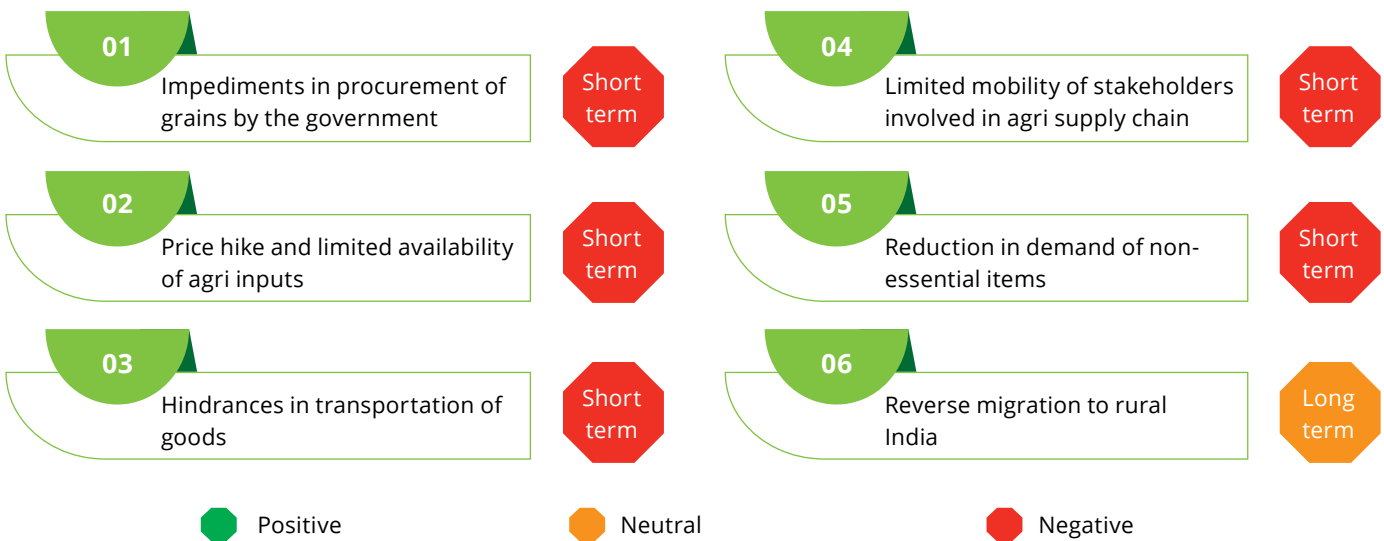 01
Impediments in procurement of
grains by the government
Short
term
02
Price hike and limited availability
of agri inputs
Short
term
03
Hindrances in transportation of
goods
Short
term
04
Limited mobility of stakeholders
involved in agri supply chain
Short
term
05
Reduction in demand of non-
essential items
Short
term
06
Reverse migration to rural
India
Long
term
Positive
Neutral
Negative